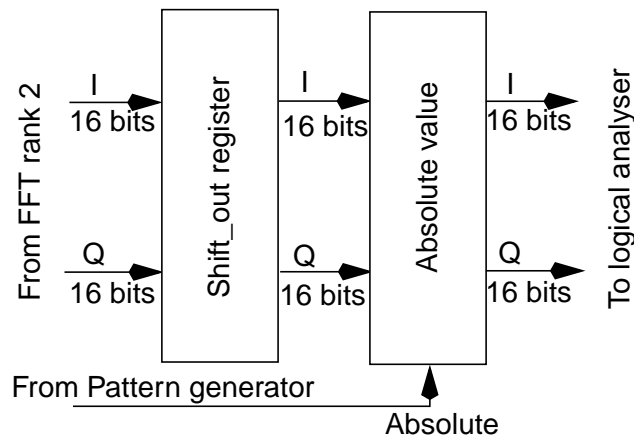 From FFT rank 2
I
16 bits
Q
16 bits
Shift_out register
I
16 bits
Q
16 bits
Absolute value
I
16 bits
Q
16 bits
To logical analyser
From Pattern generator
Absolute